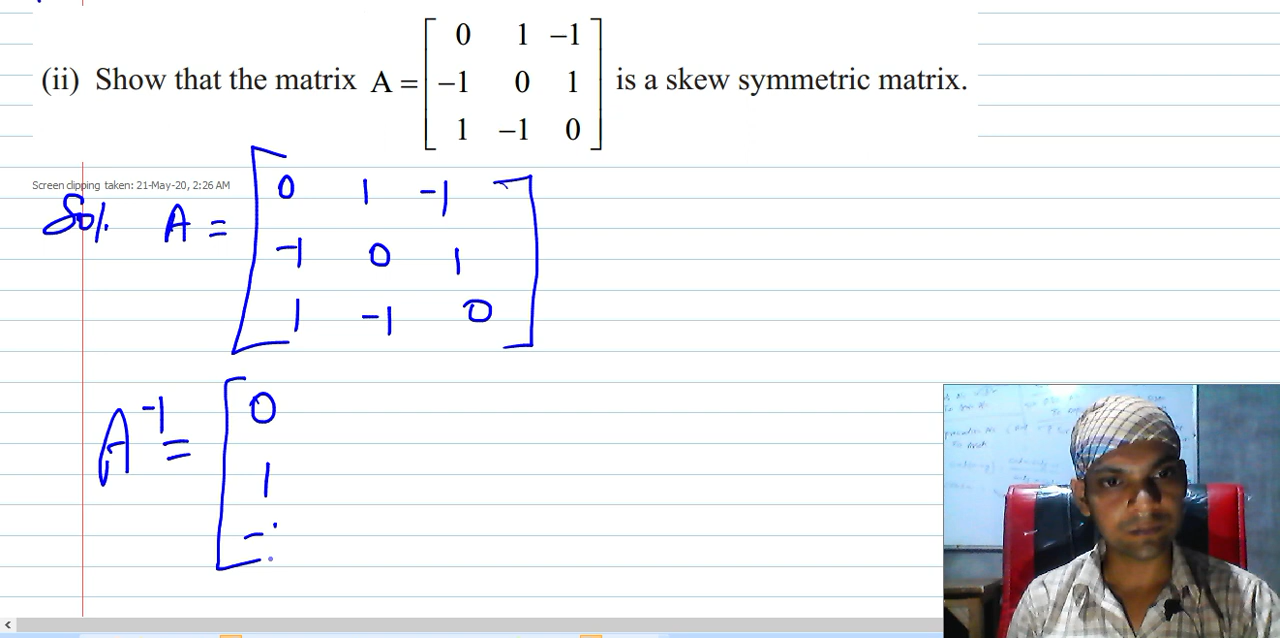 0 1 –1
(ii) Show that the matrix A = –1 0 1 is a skew symmetric matrix.
1 –1 0
Screen clipping taken: 21-May-20, 2:26 AM
0 1 -1
Sol. A =
-1 0 1
1 -1 0
A⁻¹ = 0
1
-